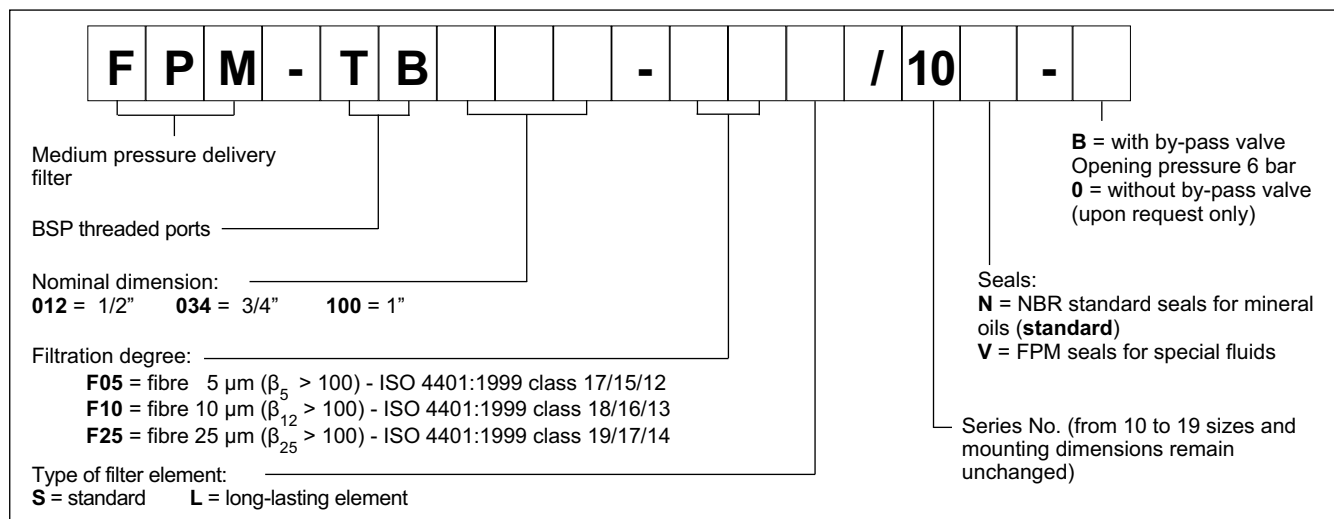 FPM-TB - /10 -
Medium pressure delivery
filter
BSP threaded ports
Nominal dimension:
012 = 1/2” 034 = 3/4” 100 = 1”
Filtration degree:
F05 = fibre 5 µm (β5 > 100) - ISO 4401:1999 class 17/15/12
F10 = fibre 10 µm (β12 > 100) - ISO 4401:1999 class 18/16/13
F25 = fibre 25 µm (β25 > 100) - ISO 4401:1999 class 19/17/14
Type of filter element:
S = standard L = long-lasting element
B = with by-pass valve
Opening pressure 6 bar
0 = without by-pass valve
(upon request only)
Seals:
N = NBR standard seals for mineral
oils (standard)
V = FPM seals for special fluids
Series No. (from 10 to 19 sizes and
mounting dimensions remain
unchanged)